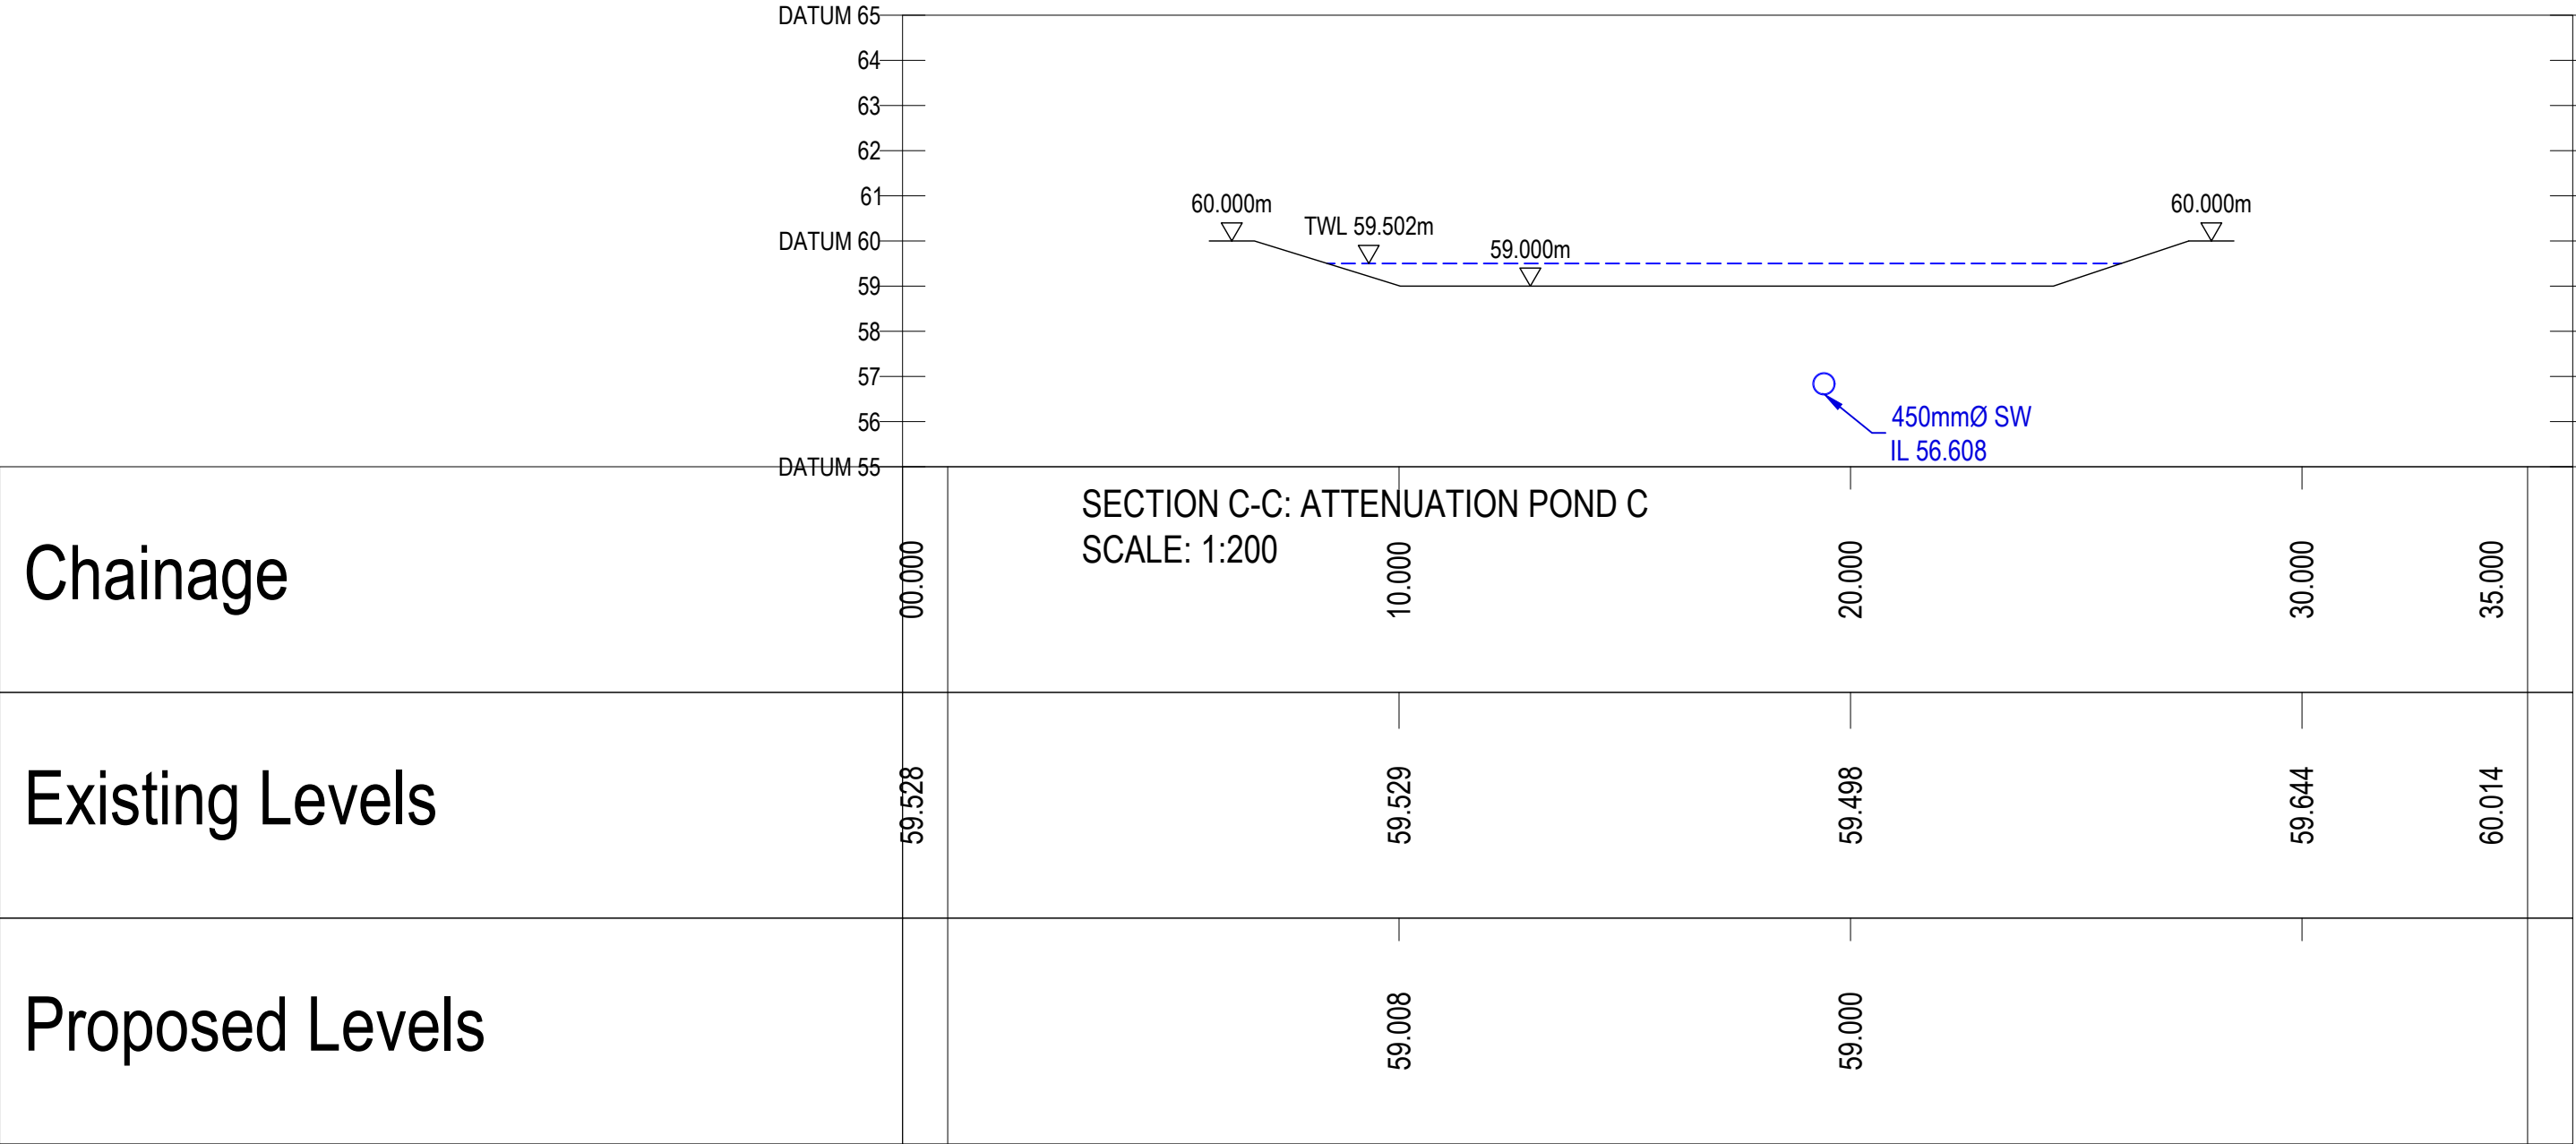 DATUM 65
64
63
62
61
DATUM 60
59
58
57
56
DATUM 55
60.000m
TWL 59.502m
59.000m
60.000m
450mmØ SW
IL 56.608
SECTION C-C: ATTENUATION POND C
SCALE: 1:200
Chainage 00.000 10.000 20.000 30.000 35.000
Existing Levels 59.528 59.529 59.498 59.644 60.014
Proposed Levels 59.008 59.000